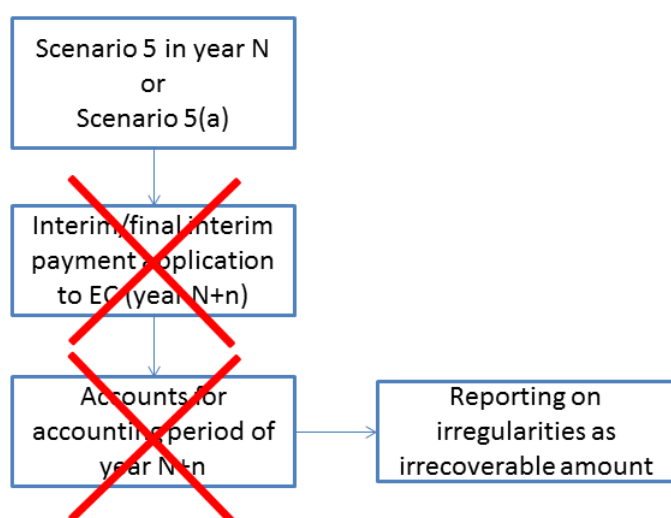 Scenario 5 in year N
or
Scenario 5(a)
Interim/final interim
payment application
to EC (year N+n)
Accounts for
accounting period of
year N+n
Reporting on
irregularities as
irrecoverable amount